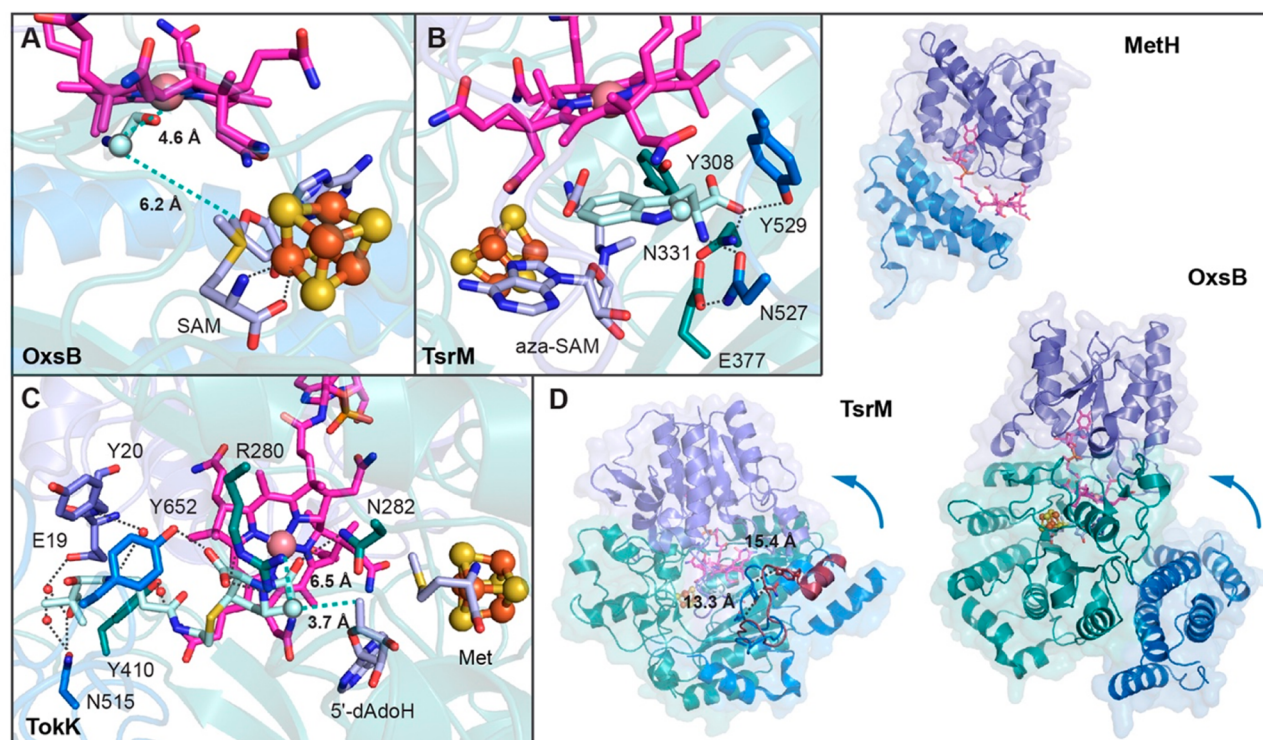 A
4.6 Å
6.2 Å
SAM
OxsB
B
Y308
Y529
N331
N527
aza-SAM
E377
TsrM
MetH
OxsB
C
Y20
R280
Y652
N282
E19
6.5 Å
3.7 Å
Met
Y410
N515
5'-dAdoH
TokK
D
TsrM
15.4 Å
13.3 Å